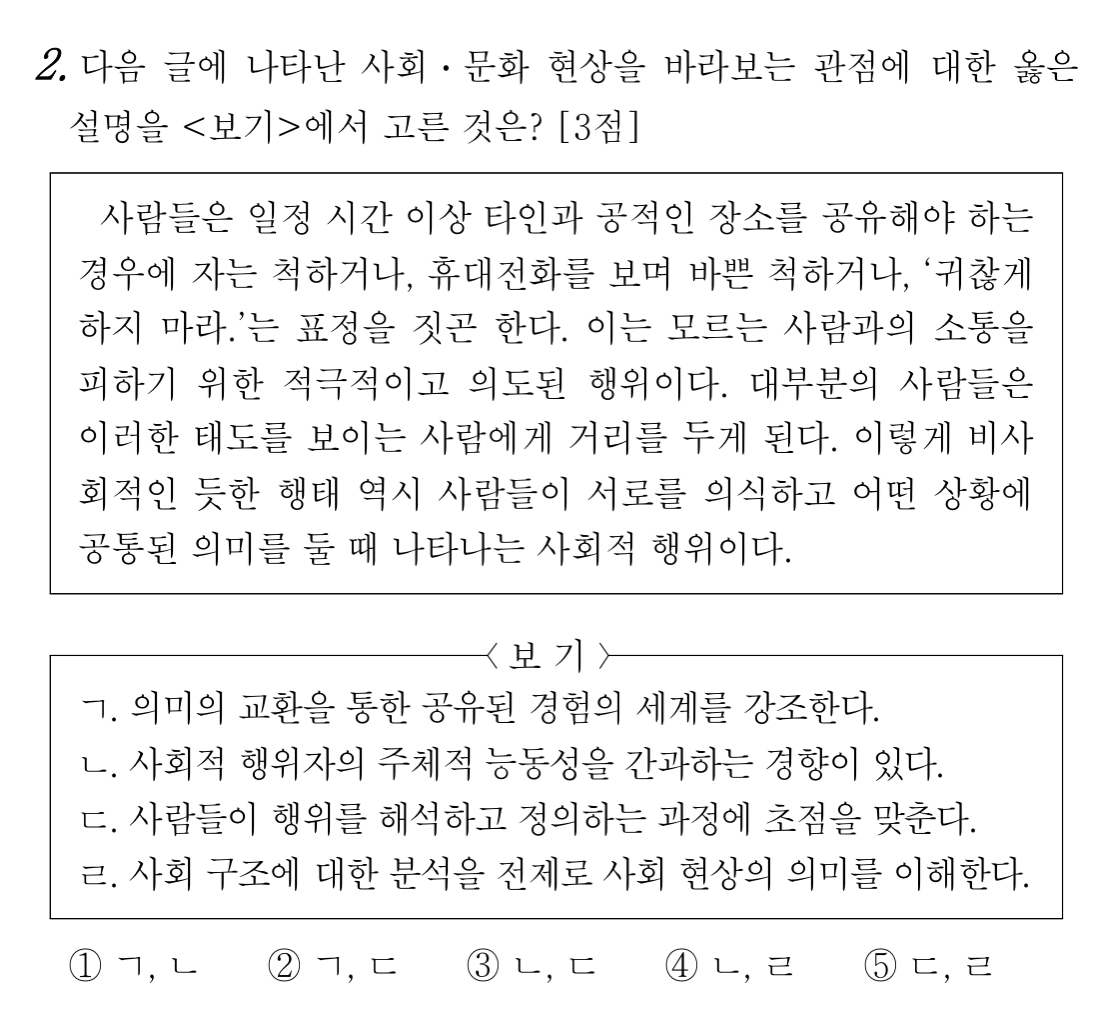 2. 다음 글에 나타난 사회・문화 현상을 바라보는 관점에 대한 옳은
설명을 <보기>에서 고른 것은? [3점]
사람들은 일정 시간 이상 타인과 공적인 장소를 공유해야 하는
경우에 자는 척하거나, 휴대전화를 보며 바쁜 척하거나, ‘귀찮게
하지 마라.’는 표정을 짓곤 한다. 이는 모르는 사람과의 소통을
피하기 위한 적극적이고 의도된 행위이다. 대부분의 사람들은
이러한 태도를 보이는 사람에게 거리를 두게 된다. 이렇게 비사
회적인 듯한 행태 역시 사람들이 서로를 의식하고 어떤 상황에
공통된 의미를 둘 때 나타나는 사회적 행위이다.
〈 보 기 〉
ㄱ. 의미의 교환을 통한 공유된 경험의 세계를 강조한다.
ㄴ. 사회적 행위자의 주체적 능동성을 간과하는 경향이 있다.
ㄷ. 사람들이 행위를 해석하고 정의하는 과정에 초점을 맞춘다.
ㄹ. 사회 구조에 대한 분석을 전제로 사회 현상의 의미를 이해한다.
① ㄱ, ㄴ ② ㄱ, ㄷ ③ ㄴ, ㄷ ④ ㄴ, ㄹ ⑤ ㄷ, ㄹ